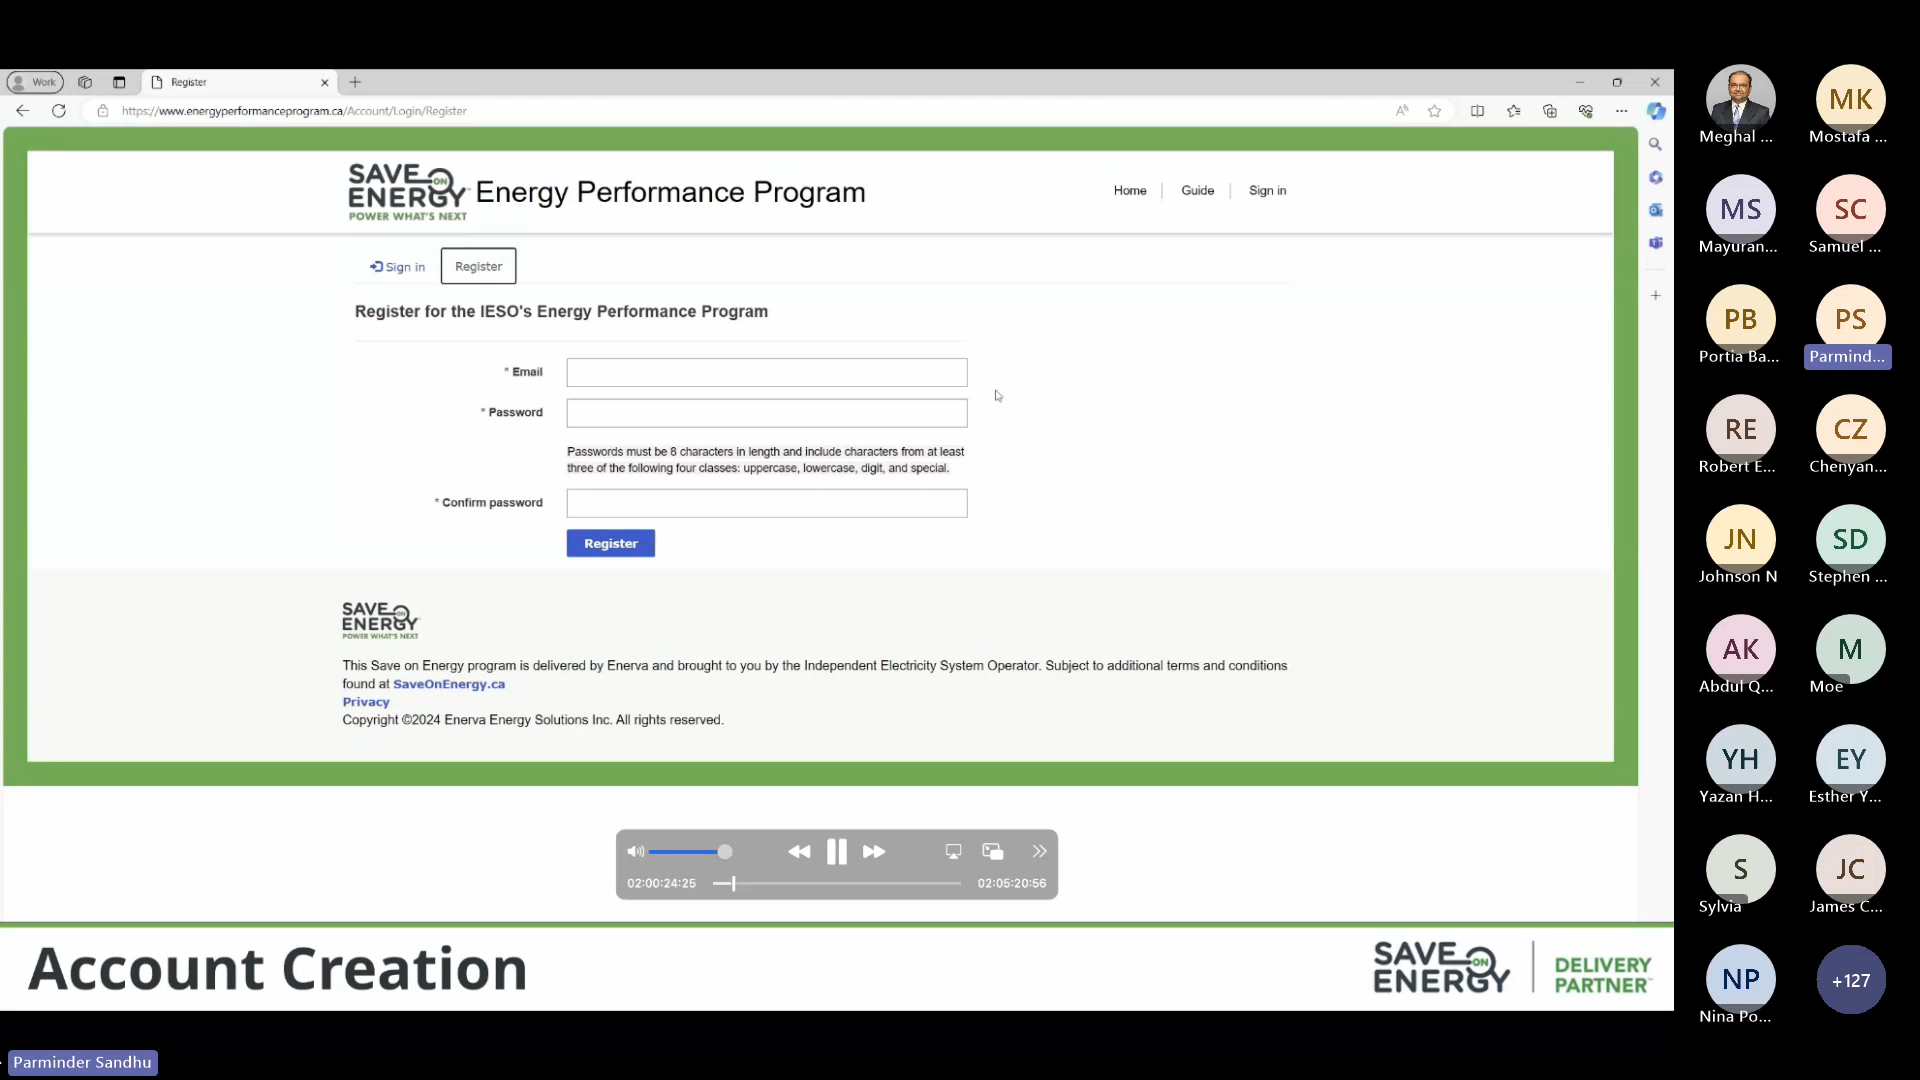 Work
Register
https://www.energyperformanceprogram.ca/Account/Login/Register
SAVE ON ENERGY
POWER WHAT'S NEXT
Energy Performance Program
Home
Guide
Sign in
Sign in
Register
Register for the IESO's Energy Performance Program
* Email
* Password
Passwords must be 8 characters in length and include characters from at least
three of the following four classes: uppercase, lowercase, digit, and special.
* Confirm password
Register
SAVE ON ENERGY
POWER WHAT'S NEXT
This Save on Energy program is delivered by Enerva and brought to you by the Independent Electricity System Operator. Subject to additional terms and conditions
found at SaveOnEnergy.ca
Privacy
Copyright ©2024 Enerva Energy Solutions Inc. All rights reserved.
02:00:24:25
02:05:20:56
Account Creation
SAVE ON ENERGY
DELIVERY PARTNER™
Parminder Sandhu
Meghal ...
MK
Mostafa ...
MS
Mayuran...
SC
Samuel ...
PB
Portia Ba...
PS
Parmind...
RE
Robert E...
CZ
Chenyan...
JN
Johnson N
SD
Stephen ...
AK
Abdul Q...
M
Moe
YH
Yazan H...
EY
Esther Y...
S
Sylvia
JC
James C...
NP
Nina Po...
+127